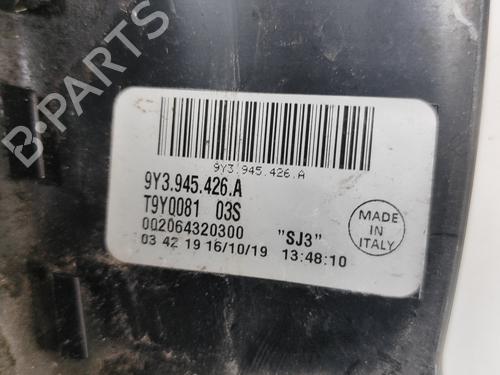 B-PARTS
9Y3.945.426.A
9Y3.945.426.A
T9Y0081 03S
002064320300 "SJ3"
03 42 19 16/10/19 13:48:10
MADE
IN
ITALY